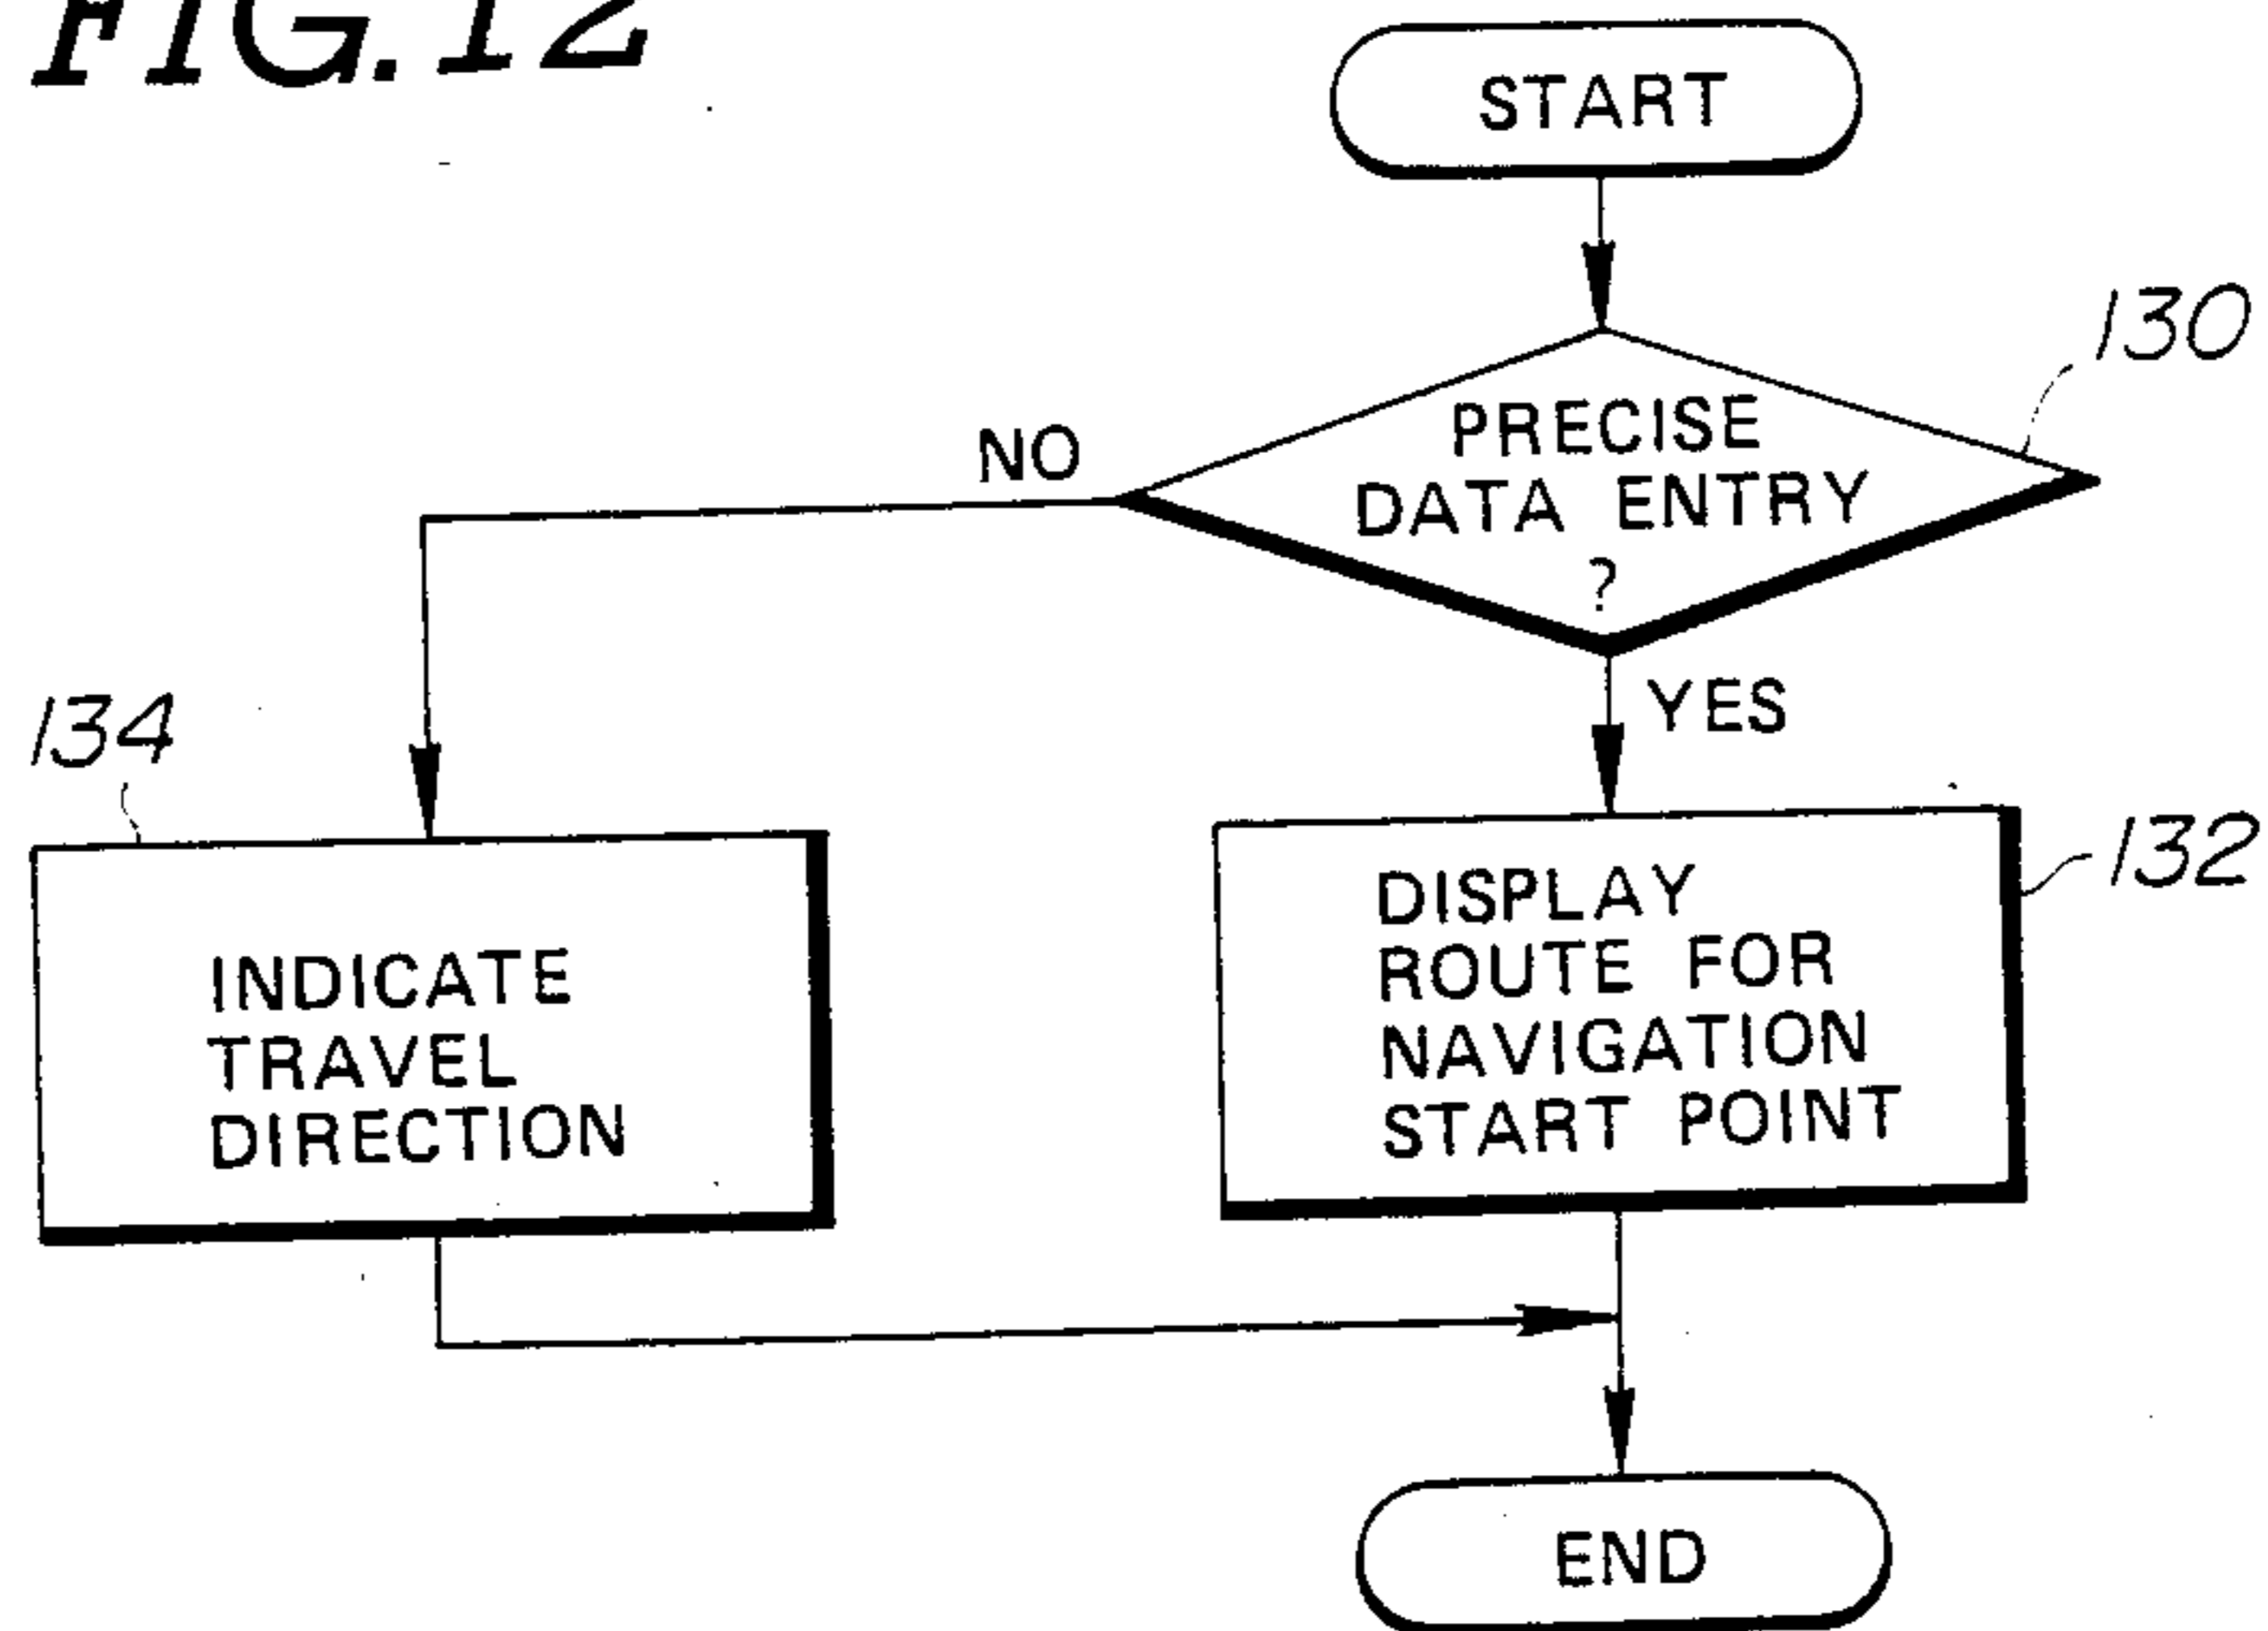 FIG. 12
START
130
PRECISE
DATA ENTRY
?
NO
YES
134
INDICATE
TRAVEL
DIRECTION
132
DISPLAY
ROUTE FOR
NAVIGATION
START POINT
END